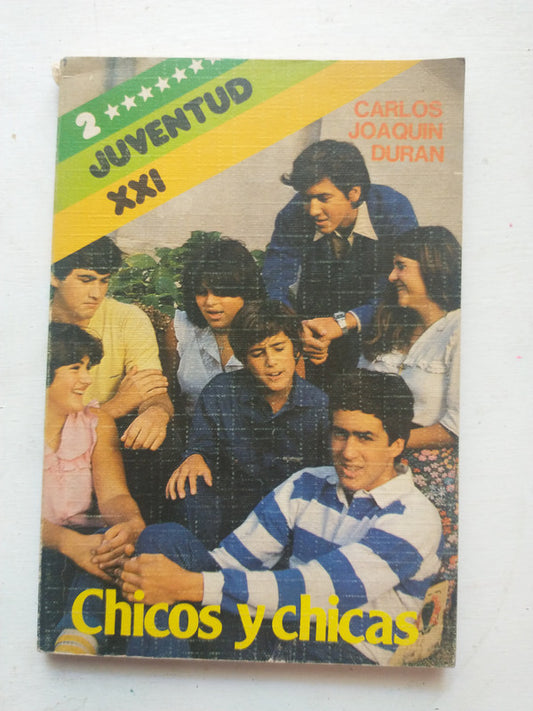 2
JUVENTUD
XXI
CARLOS
JOAQUIN
DURAN
Chicos y chicas